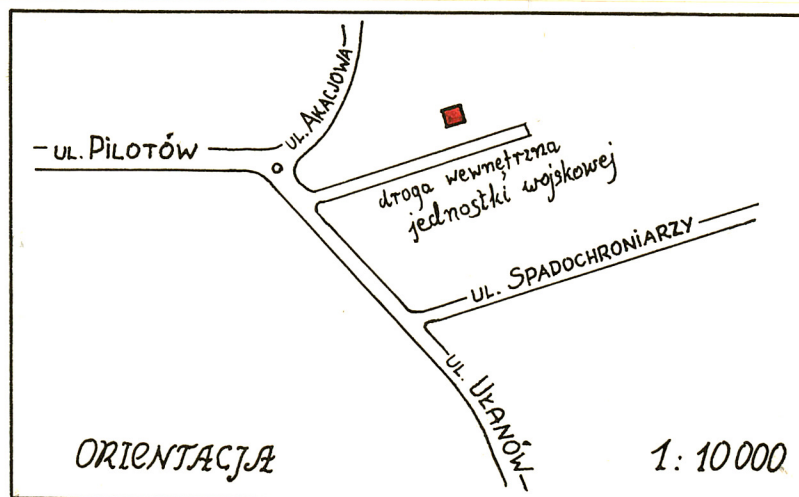 ul. AKACJOWA
ul. PILOTÓW
droga wewnętrzna
jednostki wojskowej
ul. SPADOCHRONIARZY
ul. UŁANÓW
ORIENTACJA
1:10000